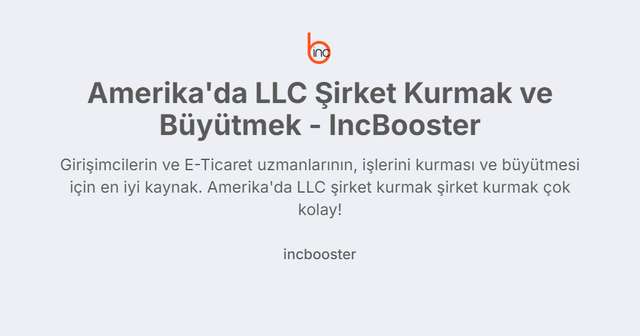 inc
Amerika'da LLC Şirket Kurmak ve
Büyütmek - IncBooster
Girişimcilerin ve E-Ticaret uzmanlarının, işlerini kurması ve büyütmesi
için en iyi kaynak. Amerika'da LLC şirket kurmak şirket kurmak çok
kolay!
incbooster